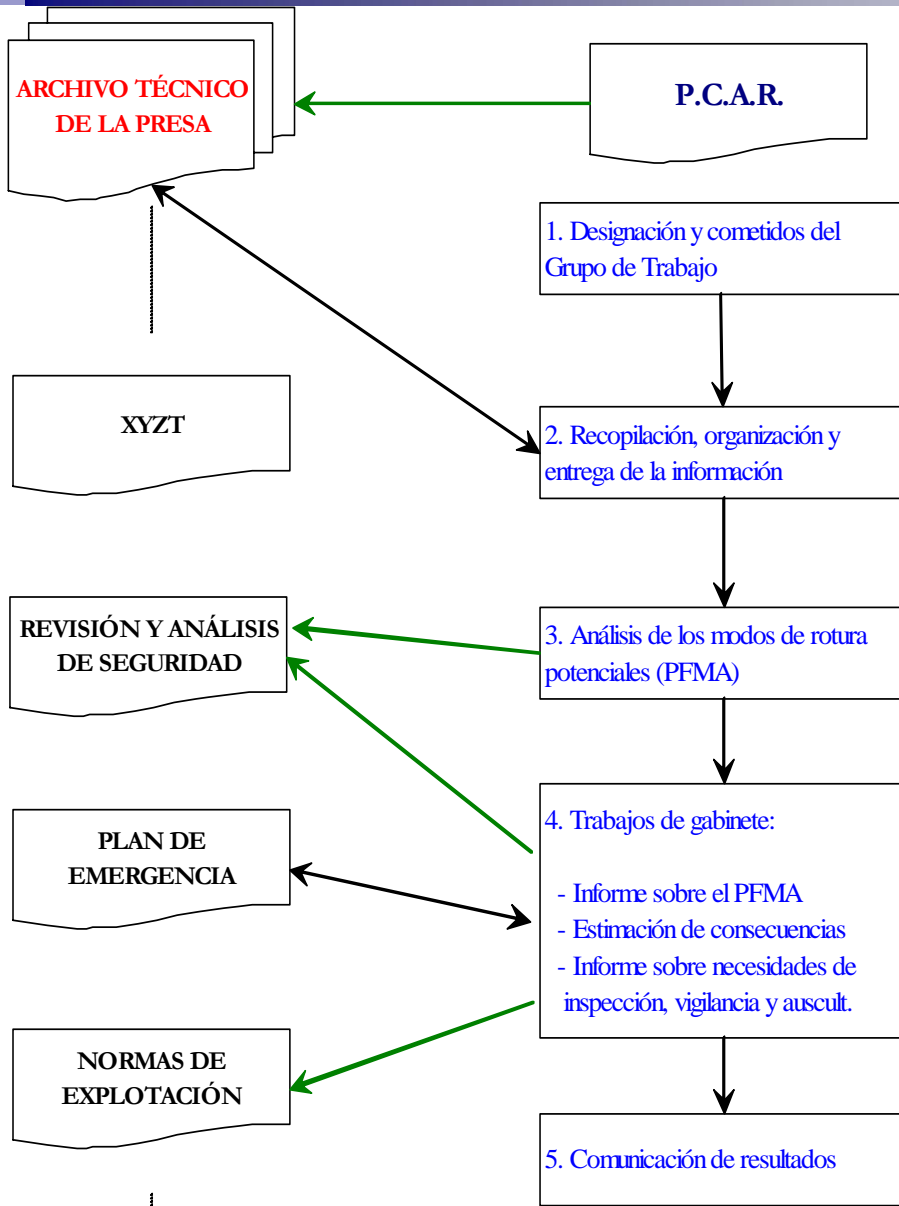 ARCHIVO TÉCNICO
DE LA PRESA
P.C.A.R.
1. Designación y cometidos del
Grupo de Trabajo
XYZT
2. Recopilación, organización y
entrega de la información
REVISIÓN Y ANÁLISIS
DE SEGURIDAD
3. Análisis de los modos de rotura
potenciales (PFMA)
PLAN DE
EMERGENCIA
4. Trabajos de gabinete:
- Informe sobre el PFMA
- Estimación de consecuencias
- Informe sobre necesidades de
inspección, vigilancia y auscult.
NORMAS DE
EXPLOTACIÓN
5. Comunicación de resultados